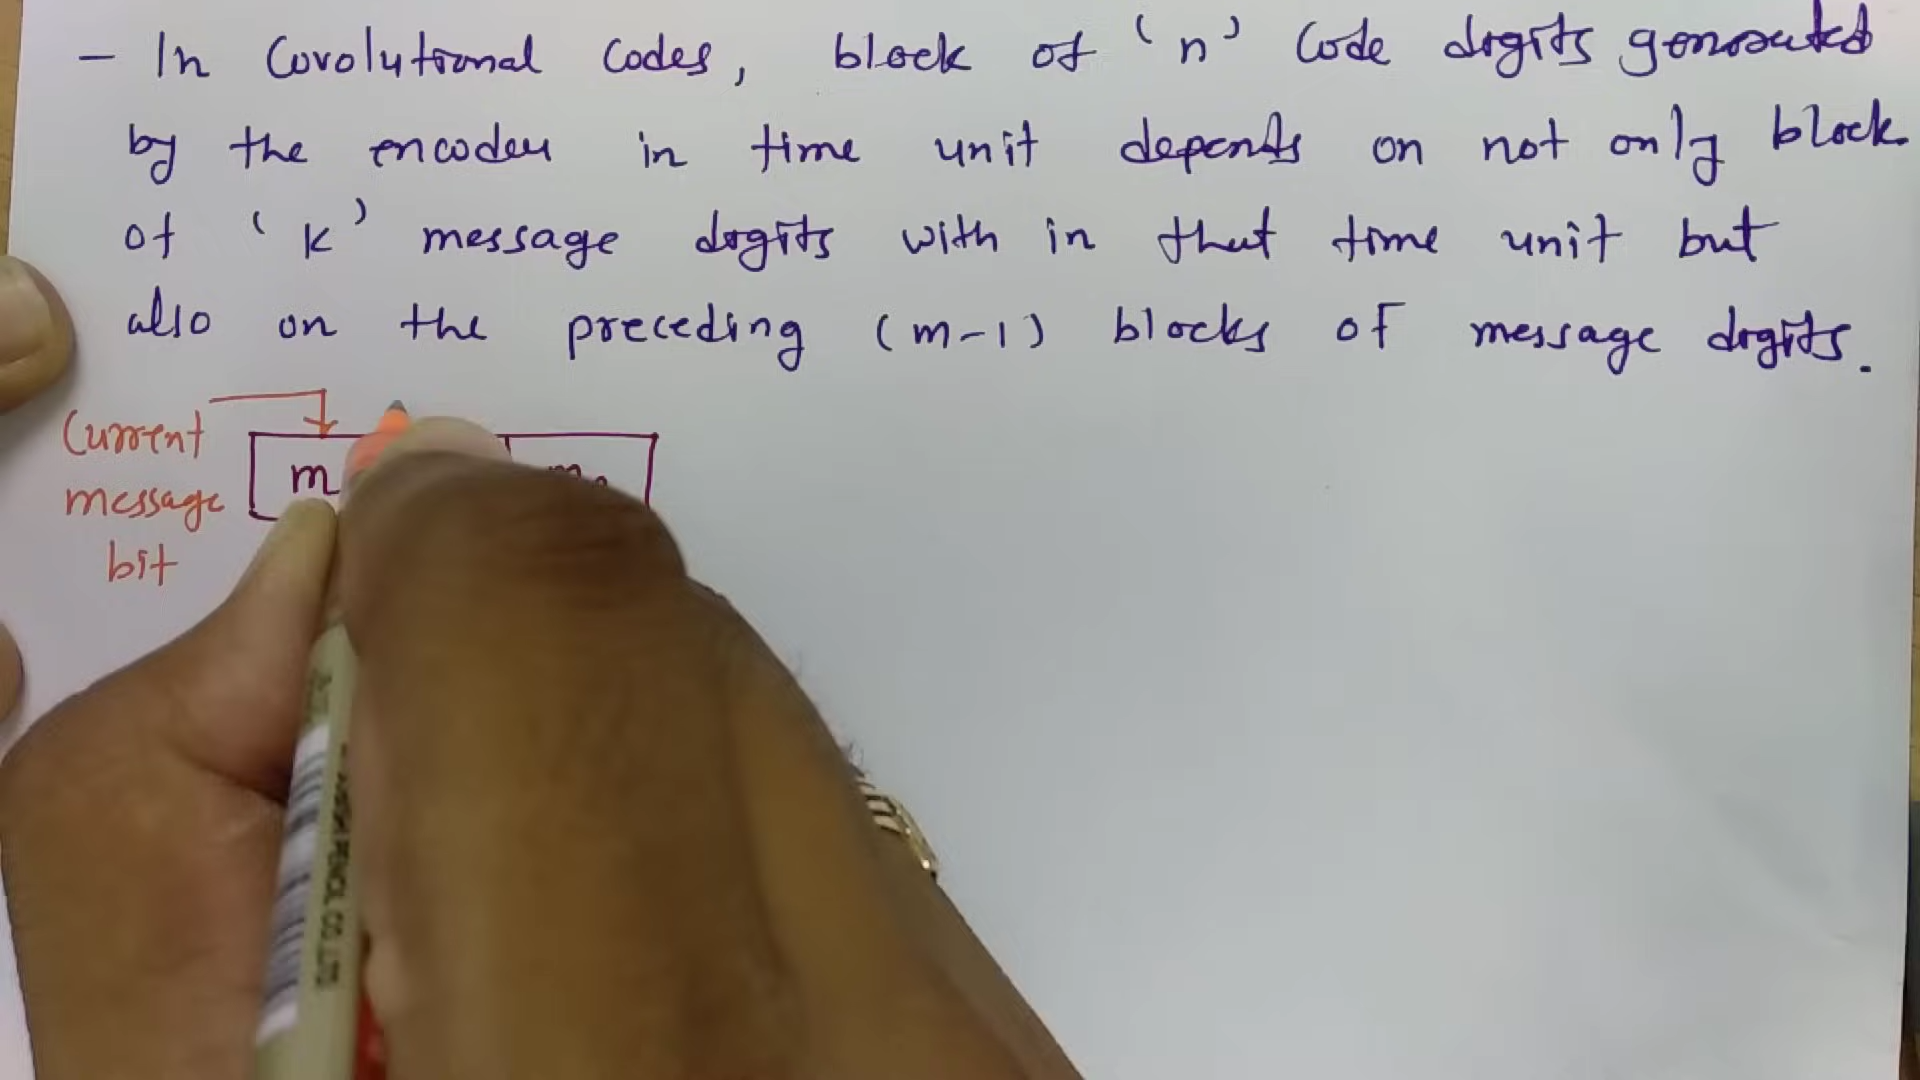 - In Covolutional Codes, block of 'n' Code digits generated
by the encoder in time unit depends on not only block
of 'k' message digits with in that time unit but
also on the preceding (m-1) blocks of message digits.
Current
message
bit
m